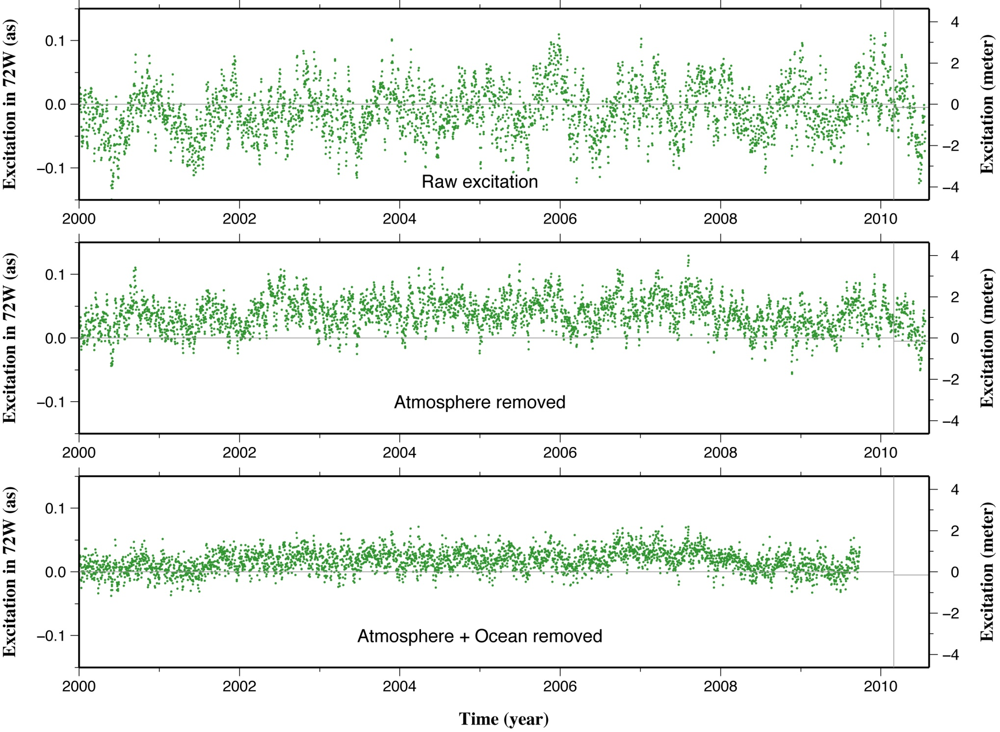 Excitation in 72W (as)
0.1
0.0
−0.1
4
2
0
−2
−4
Excitation (meter)
Raw excitation
2000 2002 2004 2006 2008 2010
Excitation in 72W (as)
0.1
0.0
−0.1
4
2
0
−2
−4
Excitation (meter)
Atmosphere removed
2000 2002 2004 2006 2008 2010
Excitation in 72W (as)
0.1
0.0
−0.1
4
2
0
−2
−4
Excitation (meter)
Atmosphere + Ocean removed
2000 2002 2004 2006 2008 2010
Time (year)